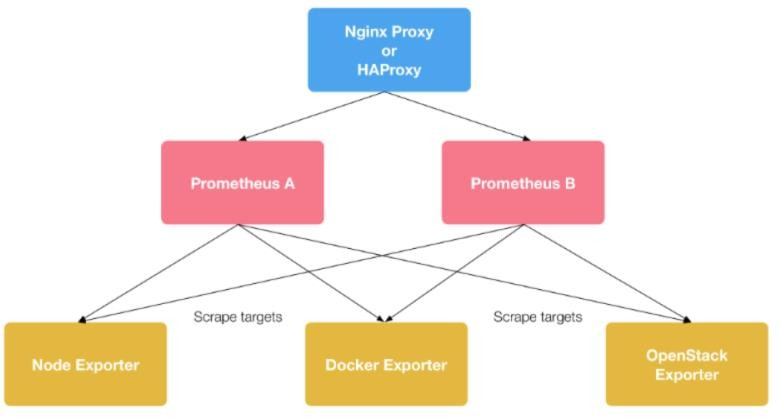 Nginx Proxy
or
HAProxy
Prometheus A
Prometheus B
Scrape targets
Scrape targets
Node Exporter
Docker Exporter
OpenStack
Exporter